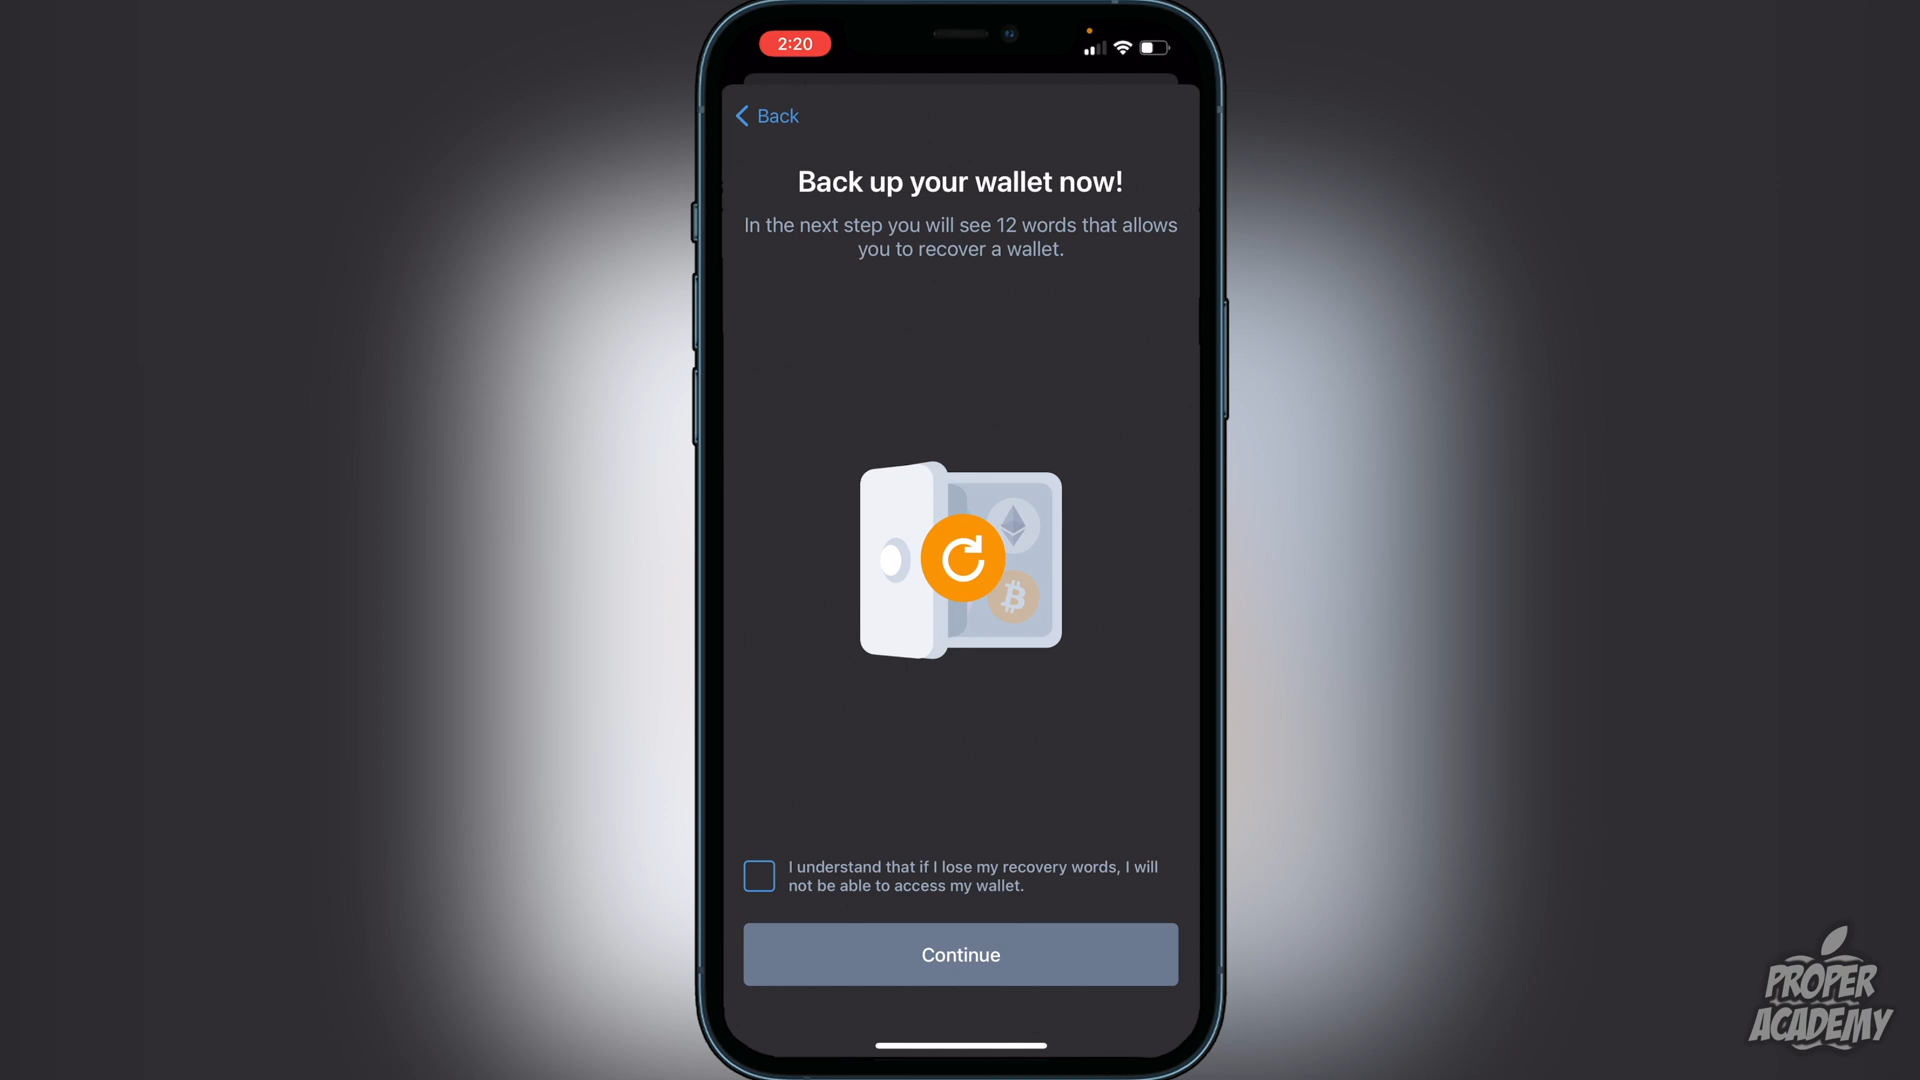 2:20
Back
Back up your wallet now!
In the next step you will see 12 words that allows
you to recover a wallet.
I understand that if I lose my recovery words, I will
not be able to access my wallet.
Continue
PROPER
ACADEMY